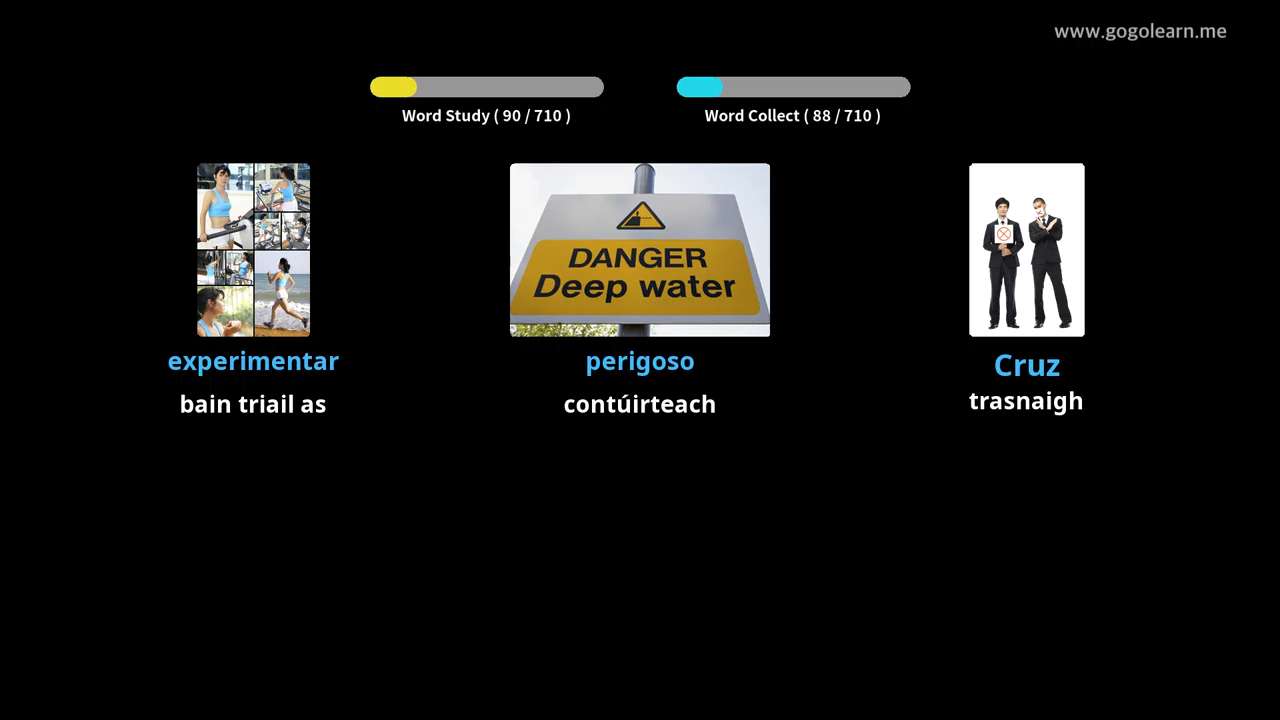 www.gogolearn.me
Word Study ( 90 / 710 )
Word Collect ( 88 / 710 )
DANGER
Deep water
experimentar
perigoso
Cruz
bain triail as
contúirteach
trasnaigh